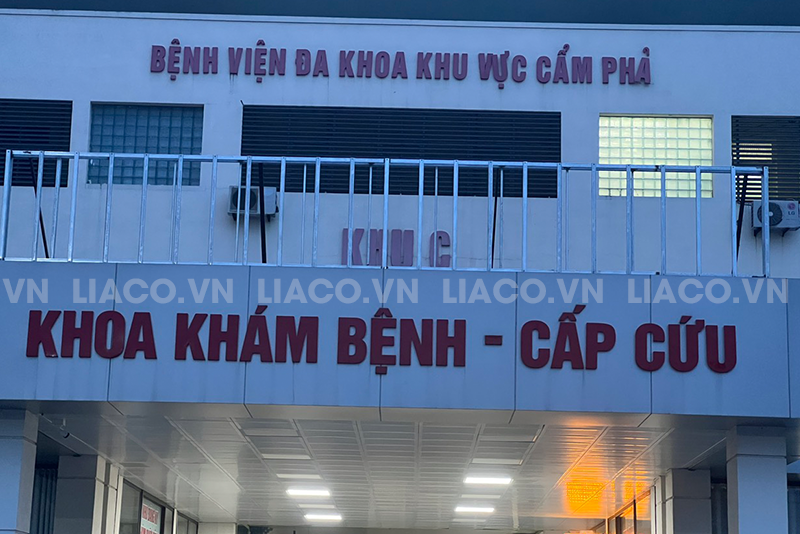 BỆNH VIỆN ĐA KHOA KHU VỰC CẨM PHẢ
KHU C
VN LIACO.VN LIACO.VN LIACO.VN LIACO.VN
KHOA KHÁM BỆNH - CẤP CỨU